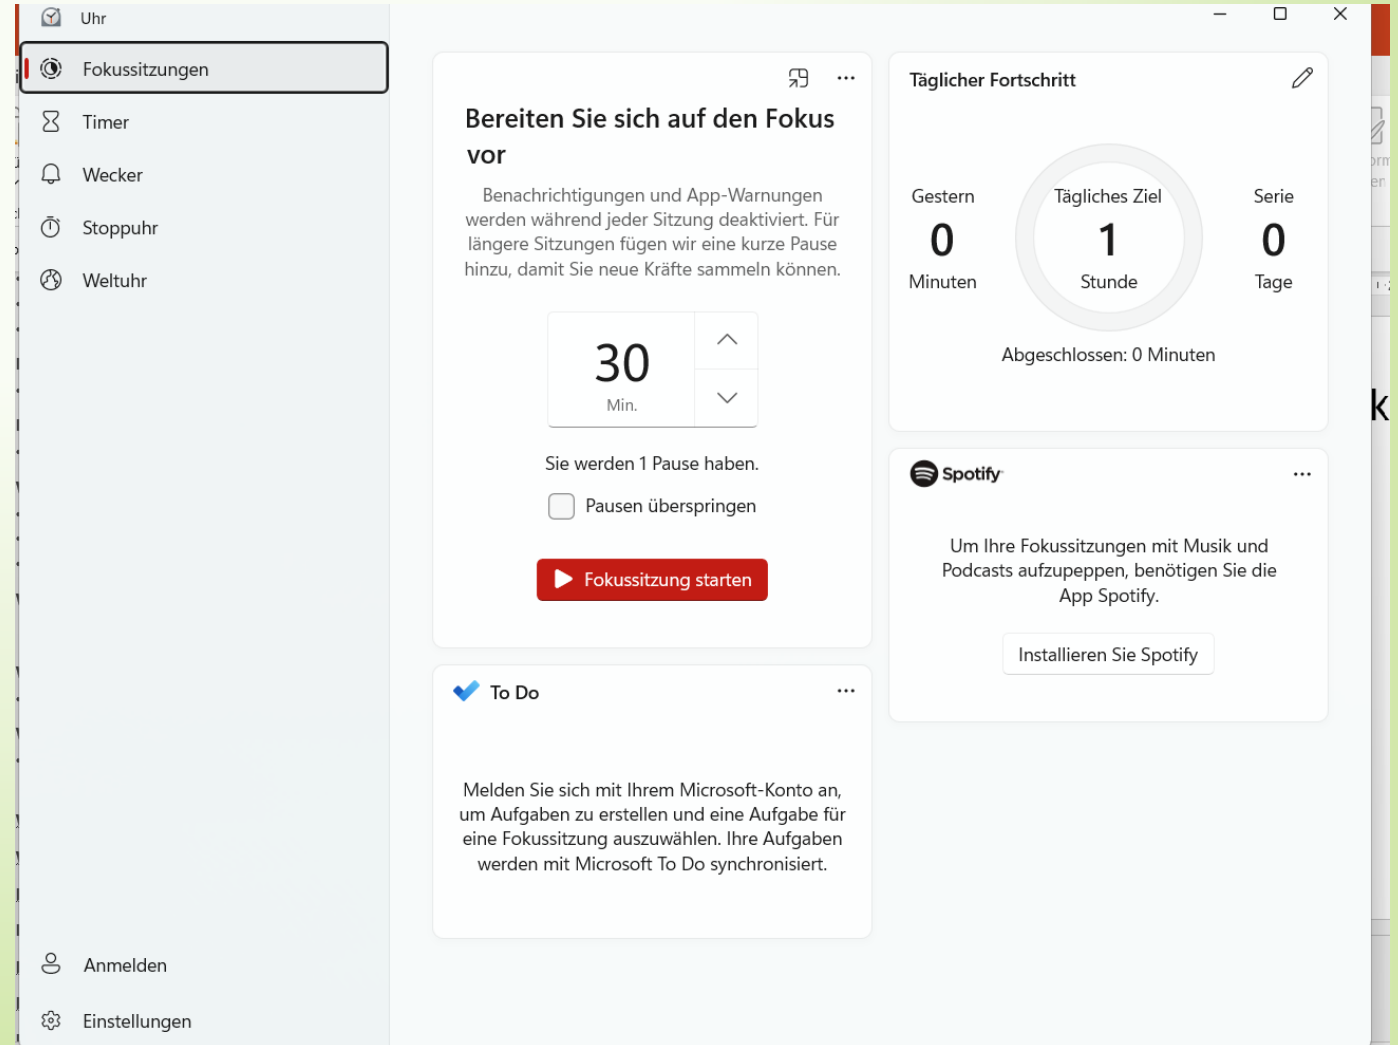 Uhr
Fokussitzungen
Timer
Wecker
Stoppuhr
Weltuhr
Anmelden
Einstellungen
Bereiten Sie sich auf den Fokus
vor
Benachrichtigungen und App-Warnungen
werden während jeder Sitzung deaktiviert. Für
längere Sitzungen fügen wir eine kurze Pause
hinzu, damit Sie neue Kräfte sammeln können.
30
Min.
Sie werden 1 Pause haben.
Pausen überspringen
Fokussitzung starten
To Do
Melden Sie sich mit Ihrem Microsoft-Konto an,
um Aufgaben zu erstellen und eine Aufgabe für
eine Fokussitzung auszuwählen. Ihre Aufgaben
werden mit Microsoft To Do synchronisiert.
Täglicher Fortschritt
Gestern
0
Minuten
Tägliches Ziel
1
Stunde
Serie
0
Tage
Abgeschlossen: 0 Minuten
Spotify
Um Ihre Fokussitzungen mit Musik und
Podcasts aufzupeppen, benötigen Sie die
App Spotify.
Installieren Sie Spotify
k